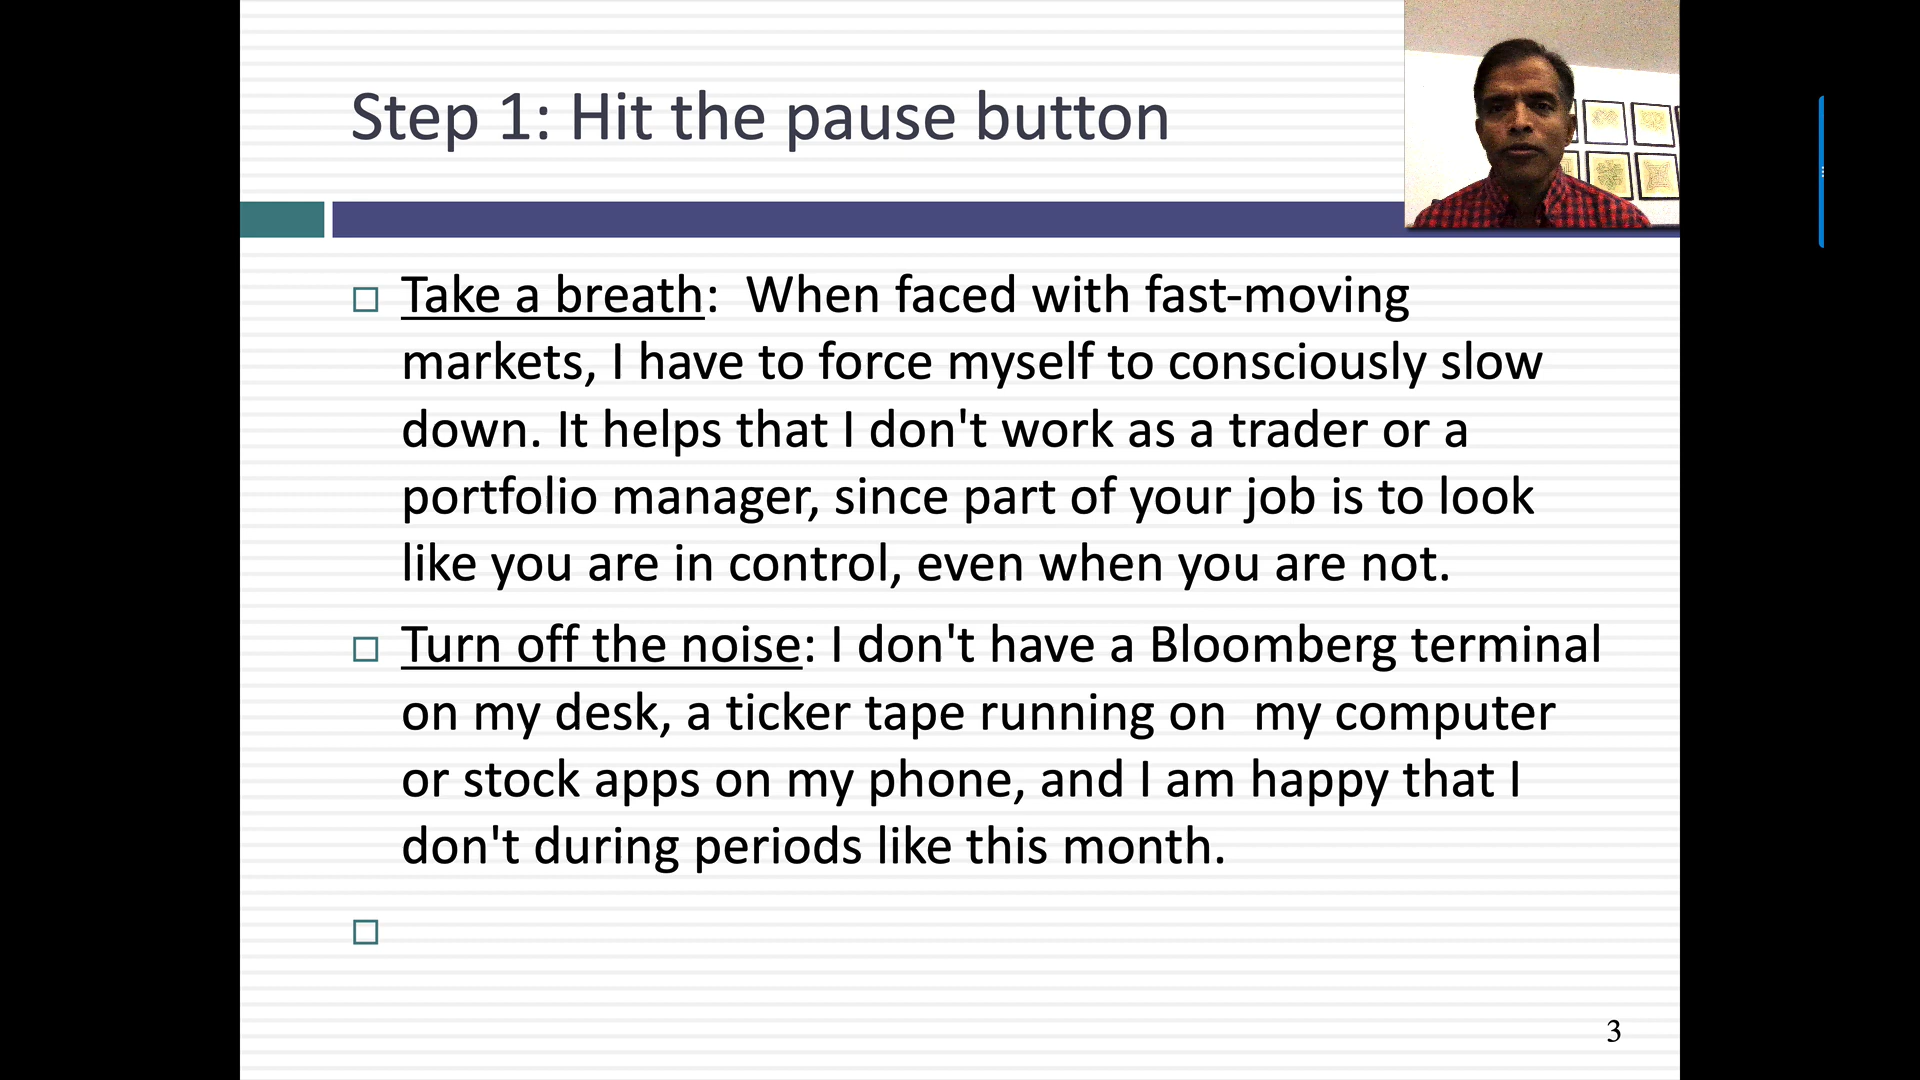 Step 1: Hit the pause button
Take a breath:  When faced with fast-moving
markets, I have to force myself to consciously slow
down. It helps that I don't work as a trader or a
portfolio manager, since part of your job is to look
like you are in control, even when you are not.
Turn off the noise: I don't have a Bloomberg terminal
on my desk, a ticker tape running on  my computer
or stock apps on my phone, and I am happy that I
don't during periods like this month.
3